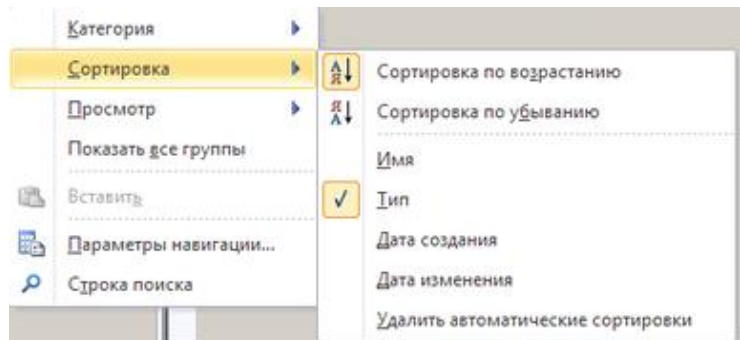 Категория
Сортировка
Просмотр
Показать все группы
Вставить
Параметры навигации...
Строка поиска
Сортировка по возрастанию
Сортировка по убыванию
Имя
Тип
Дата создания
Дата изменения
Удалить автоматические сортировки